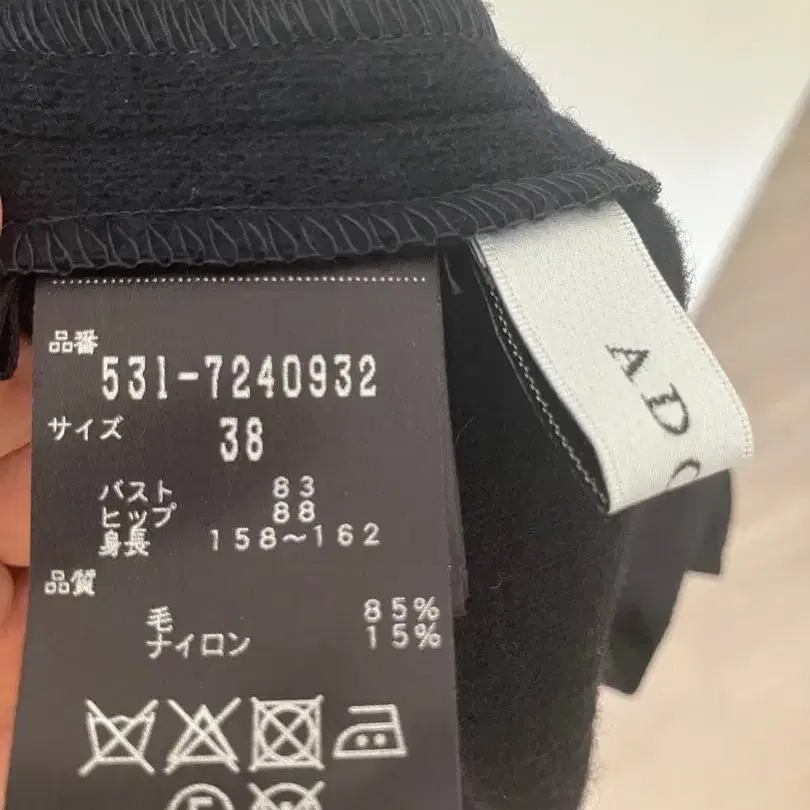 品番
531-7240932
サイズ 38
バスト 83
ヒップ 88
身長 158〜162
品質
毛 85%
ナイロン 15%
AD